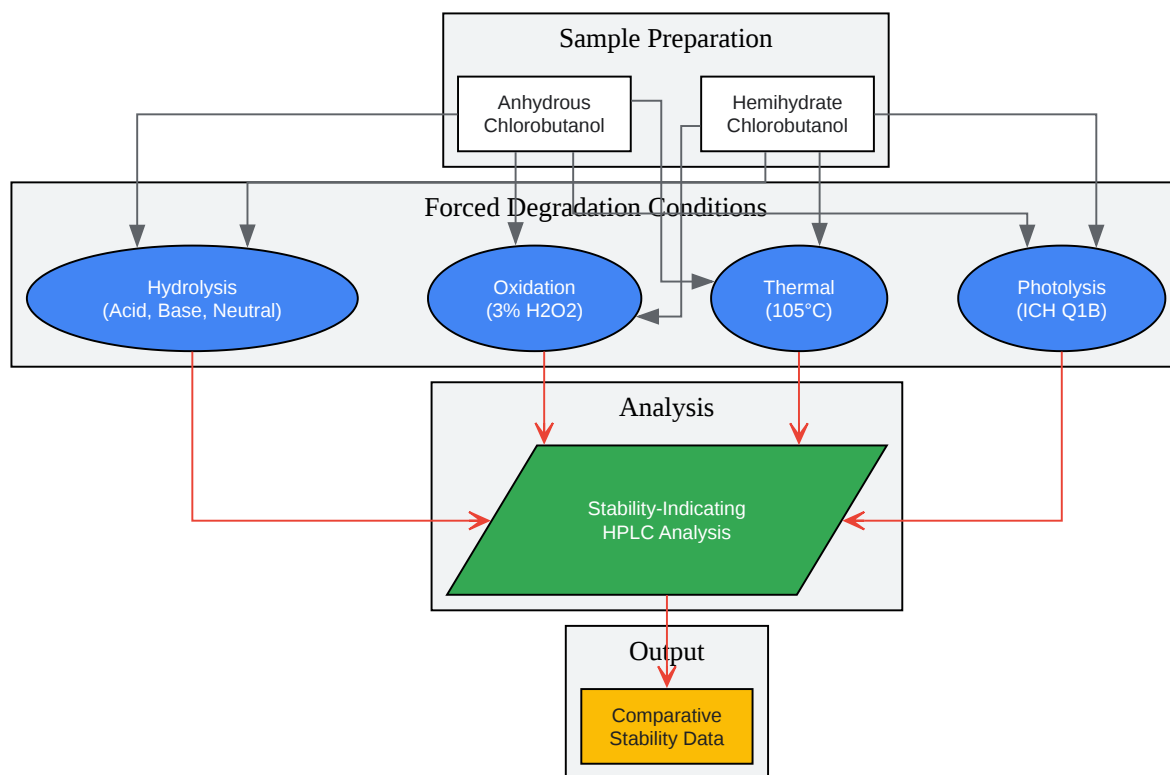 Sample Preparation
Anhydrous
Chlorobutanol
Hemihydrate
Chlorobutanol
Forced Degradation Conditions
Hydrolysis
(Acid, Base, Neutral)
Oxidation
(3% H2O2)
Thermal
(105°C)
Photolysis
(ICH Q1B)
Analysis
Stability-Indicating
HPLC Analysis
Output
Comparative
Stability Data